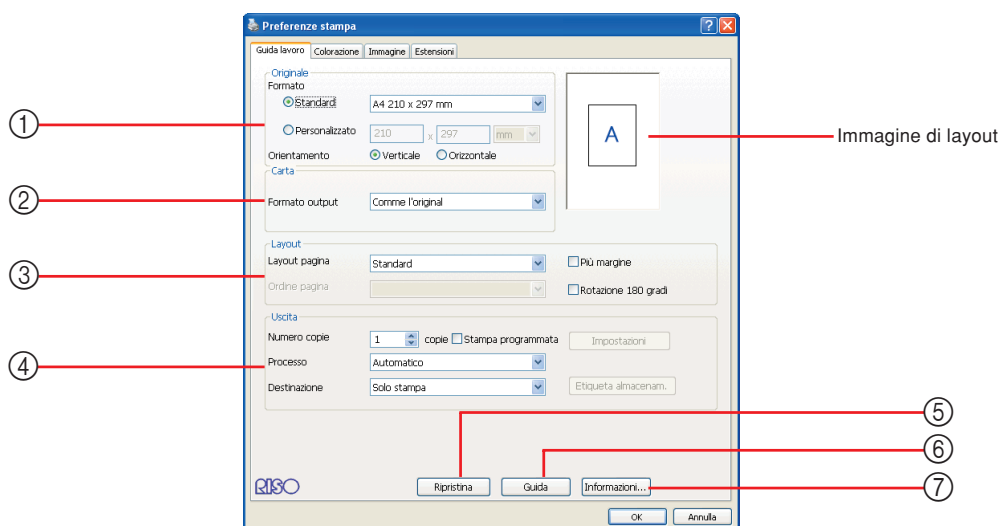 Preferenze stampa
Guida lavoro Colorazione Immagine Estensioni
Originale
Formato
Standard A4 210 x 297 mm
Personalizzato 210 x 297 mm
Orientamento Verticale Orizzontale
A
Immagine di layout
Carta
Formato output Comme l'original
Layout
Layout pagina Standard Più margine
Ordine pagina Rotazione 180 gradi
Uscita
Numero copie 1 copie Stampa programmata Impostazioni
Processo Automatico
Destinazione Solo stampa Etiqueta almacenam.
RISO Ripristina Guida Informazioni...
OK Annulla
1
2
3
4
5
6
7